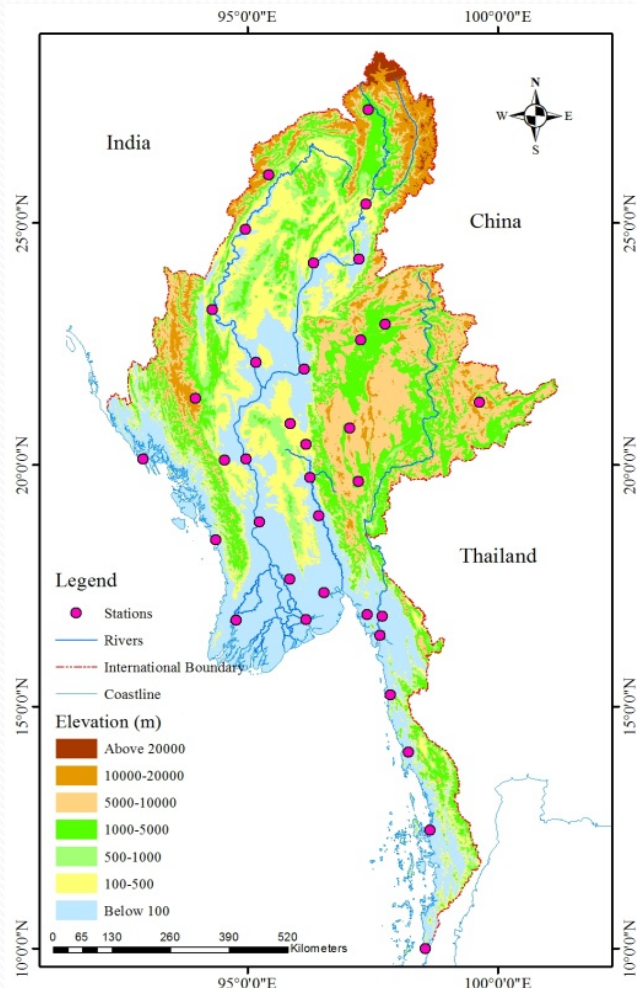 95°0'0"E
100°0'0"E
N
W
E
S
India
China
Thailand
25°0'0"N
20°0'0"N
15°0'0"N
10°0'0"N
25°0'0"N
20°0'0"N
15°0'0"N
10°0'0"N
Legend
Stations
Rivers
International Boundary
Coastline
Elevation (m)
Above 20000
10000-20000
5000-10000
1000-5000
500-1000
100-500
Below 100
0 65 130 260 390 520
Kilometers
95°0'0"E
100°0'0"E